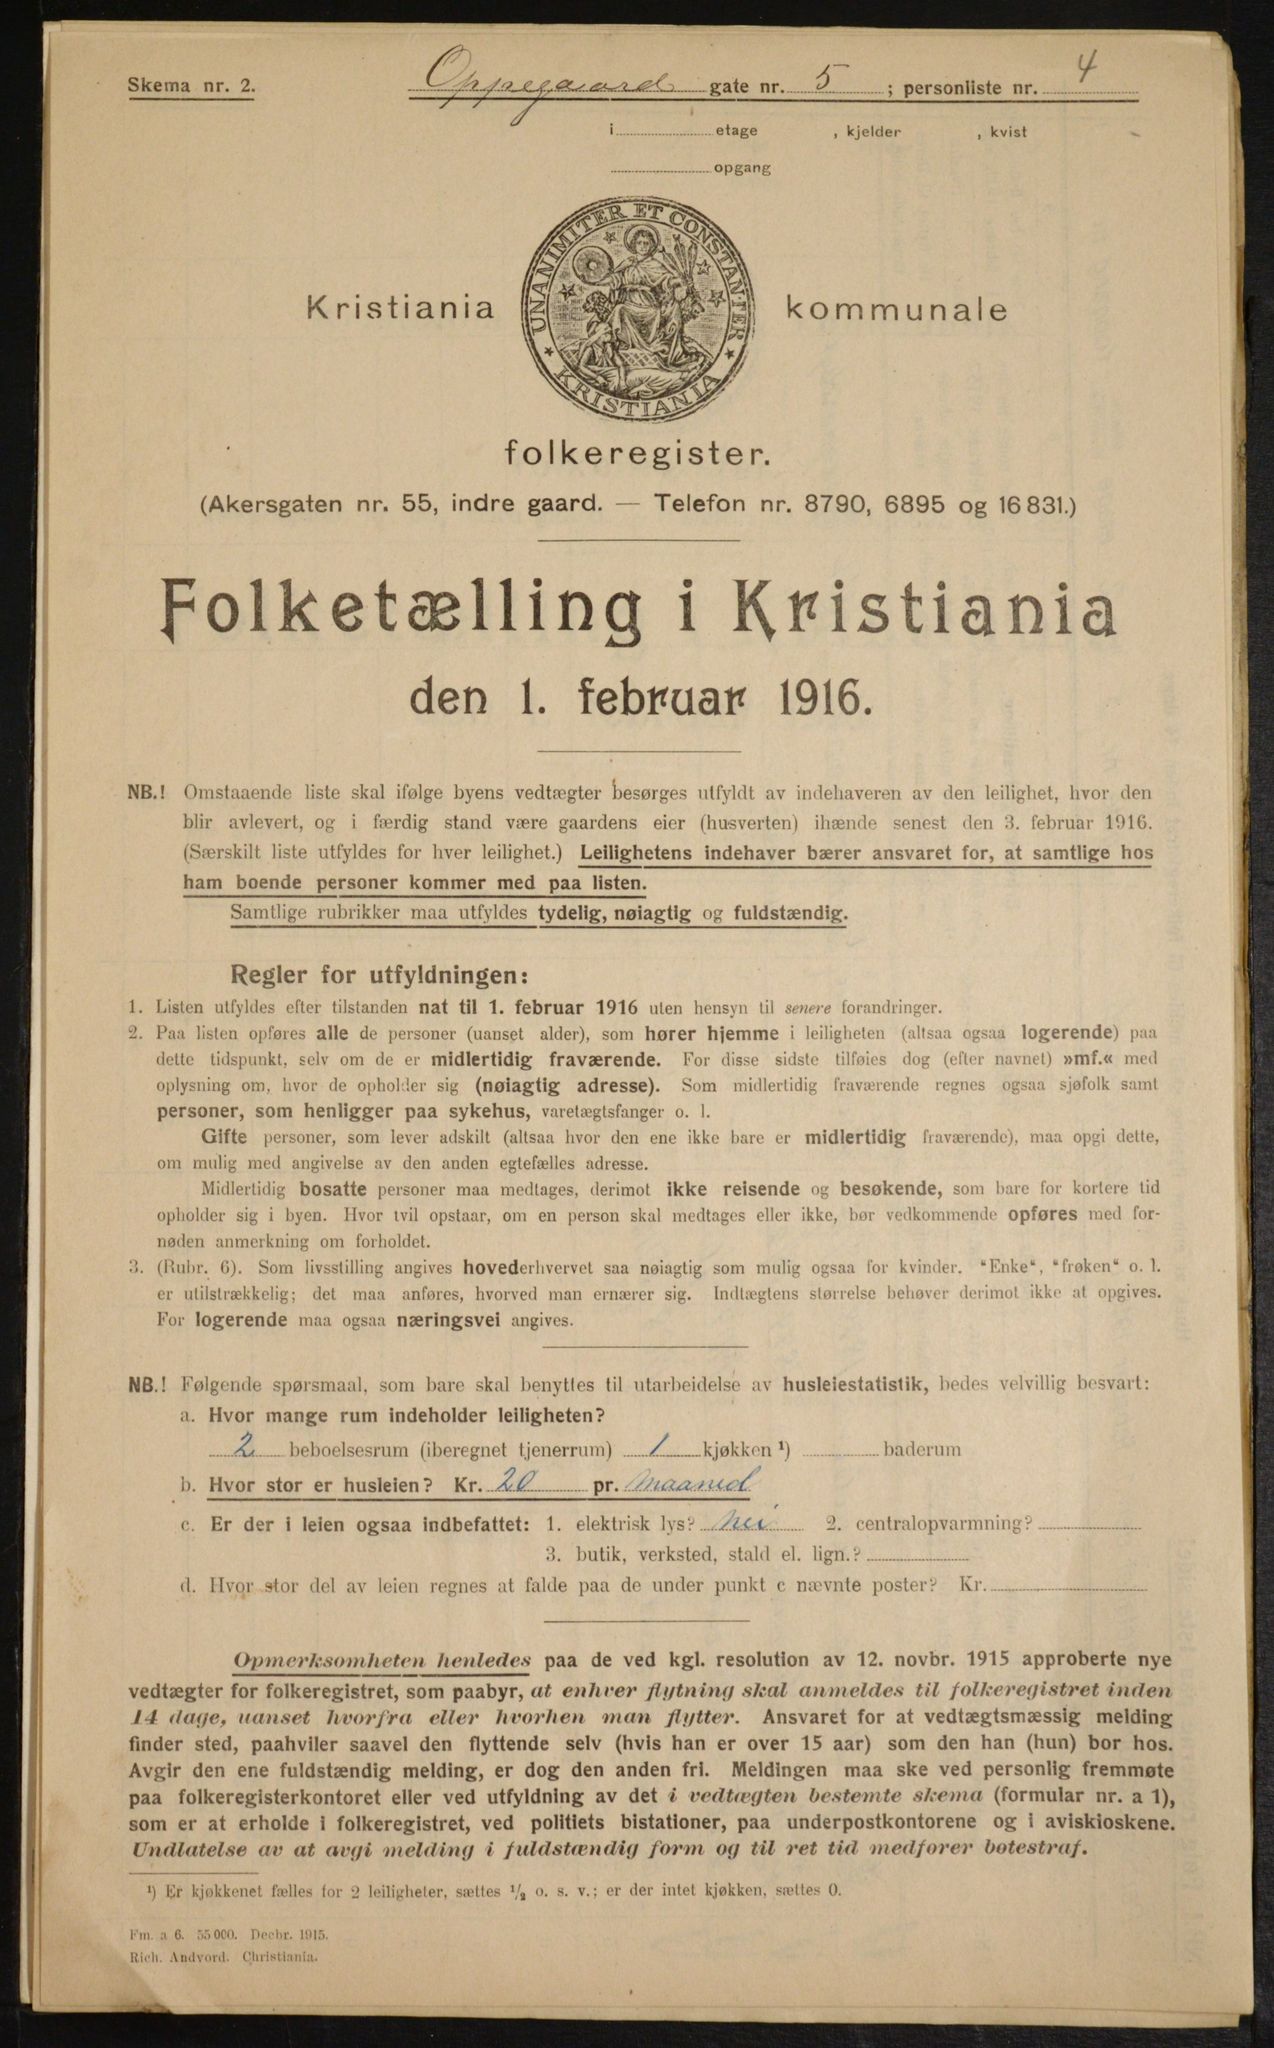 Skema nr. 2.
Oppegaard gate nr. 5 ; personliste nr. 4
i etage , kjelder , kvist
opgang
UNANIMITER ET CONSTANTER
KRISTIANIA
Kristiania kommunale
folkeregister.
(Akersgaten nr. 55, indre gaard. — Telefon nr. 8790, 6895 og 16 831.)
Folketælling i Kristiania
den 1. februar 1916.
NB.! Omstaaende liste skal ifølge byens vedtægter besørges utfyldt av indehaveren av den leilighet, hvor den
blir avlevert, og i færdig stand være gaardens eier (husverten) ihænde senest den 3. februar 1916.
(Særskilt liste utfyldes for hver leilighet.) Leilighetens indehaver bærer ansvaret for, at samtlige hos
ham boende personer kommer med paa listen.
Samtlige rubrikker maa utfyldes tydelig, nøiagtig og fuldstændig.
Regler for utfyldningen:
1. Listen utfyldes efter tilstanden nat til 1. februar 1916 uten hensyn til senere forandringer.
2. Paa listen opføres alle de personer (uanset alder), som hører hjemme i leiligheten (altsaa ogsaa logerende) paa
dette tidspunkt, selv om de er midlertidig fraværende. For disse sidste tilføies dog (efter navnet) »mf.« med
oplysning om, hvor de opholder sig (nøiagtig adresse). Som midlertidig fraværende regnes ogsaa sjøfolk samt
personer, som henligger paa sykehus, varetægtsfanger o. l.
Gifte personer, som lever adskilt (altsaa hvor den ene ikke bare er midlertidig fraværende), maa opgi dette,
om mulig med angivelse av den anden egtefælles adresse.
Midlertidig bosatte personer maa medtages, derimot ikke reisende og besøkende, som bare for kortere tid
opholder sig i byen. Hvor tvil opstaar, om en person skal medtages eller ikke, bør vedkommende opføres med for-
nøden anmerkning om forholdet.
3. (Rubr. 6). Som livsstilling angives hovederhvervet saa nøiagtig som mulig ogsaa for kvinder. "Enke", "frøken" o. l.
er utilstrækkelig; det maa anføres, hvorved man ernærer sig. Indtægtens størrelse behøver derimot ikke at opgives.
For logerende maa ogsaa næringsvei angives.
NB.! Følgende spørsmaal, som bare skal benyttes til utarbeidelse av husleiestatistik, bedes velvillig besvart:
a. Hvor mange rum indeholder leiligheten?
2 beboelsesrum (iberegnet tjenerrum) 1 kjøkken ¹) baderum
b. Hvor stor er husleien? Kr. 20 pr. Maaned
c. Er der i leien ogsaa indbefattet: 1. elektrisk lys? Nei 2. centralopvarmning?
3. butik, verksted, stald el. lign.?
d. Hvor stor del av leien regnes at falde paa de under punkt c nævnte poster? Kr.
Opmerksomheten henledes paa de ved kgl. resolution av 12. novbr. 1915 approberte nye
vedtægter for folkeregistret, som paabyr, at enhver flytning skal anmeldes til folkeregistret inden
14 dage, uanset hvorfra eller hvorhen man flytter. Ansvaret for at vedtægtsmæssig melding
finder sted, paahviler saavel den flyttende selv (hvis han er over 15 aar) som den han (hun) bor hos.
Avgir den ene fuldstændig melding, er dog den anden fri. Meldingen maa ske ved personlig fremmøte
paa folkeregisterkontoret eller ved utfyldning av det i vedtægten bestemte skema (formular nr. a 1),
som er at erholde i folkeregistret, ved politiets bistationer, paa underpostkontorene og i aviskioskene.
Undlatelse av at avgi melding i fuldstændig form og til ret tid medfører bøtestraf.
¹) Er kjøkkenet fælles for 2 leiligheter, sættes ½ o. s. v.; er der intet kjøkken, sættes 0.
Fm. a 6. 55 000. Decbr. 1915.
Rich. Andvord. Christiania.